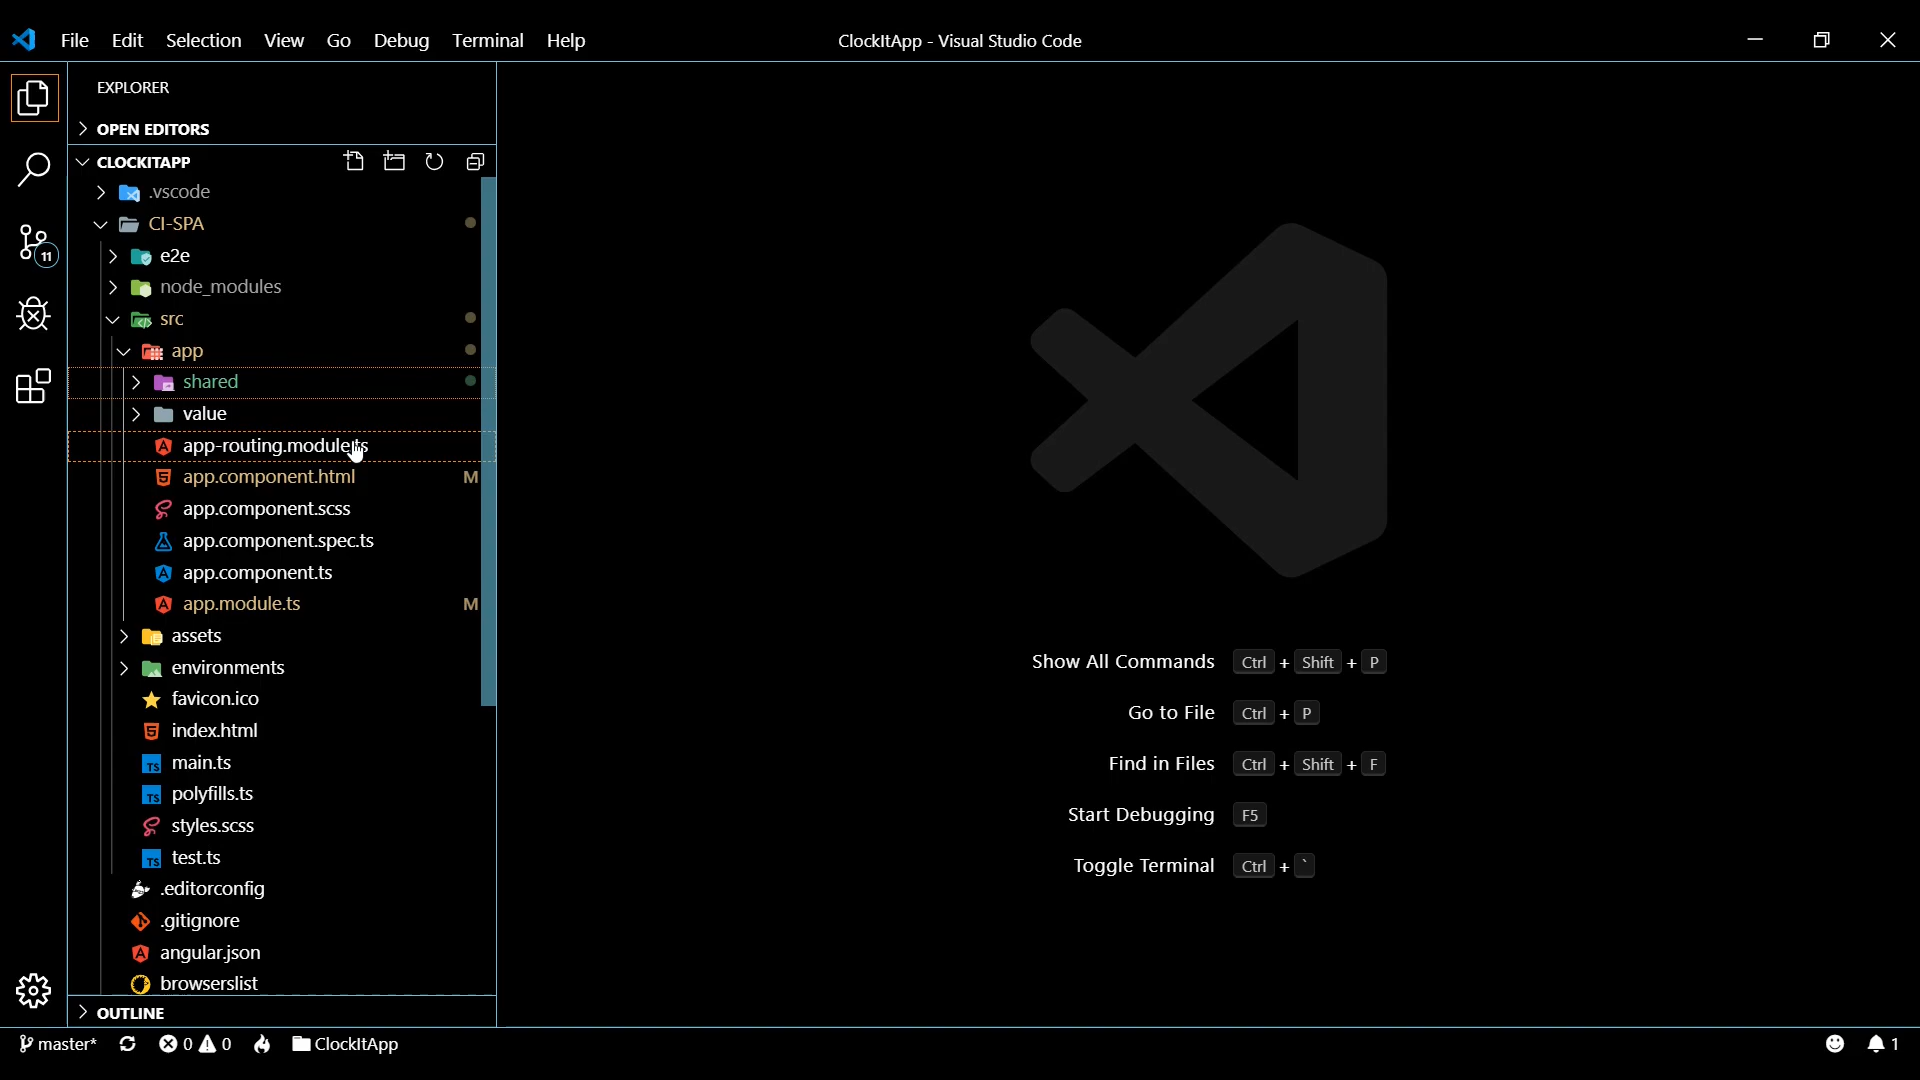 File Edit Selection View Go Debug Terminal Help ClockItApp - Visual Studio Code
EXPLORER
OPEN EDITORS
CLOCKITAPP
.vscode
CI-SPA
11
e2e
node_modules
src
app
shared
value
app-routing.module.ts
app.component.html M
app.component.scss
app.component.spec.ts
app.component.ts
app.module.ts M
assets
environments
favicon.ico
index.html
TS main.ts
TS polyfills.ts
styles.scss
TS test.ts
.editorconfig
.gitignore
angular.json
browserslist
OUTLINE
Show All Commands Ctrl + Shift + P
Go to File Ctrl + P
Find in Files Ctrl + Shift + F
Start Debugging F5
Toggle Terminal Ctrl + `
master* 0 0 ClockItApp 1